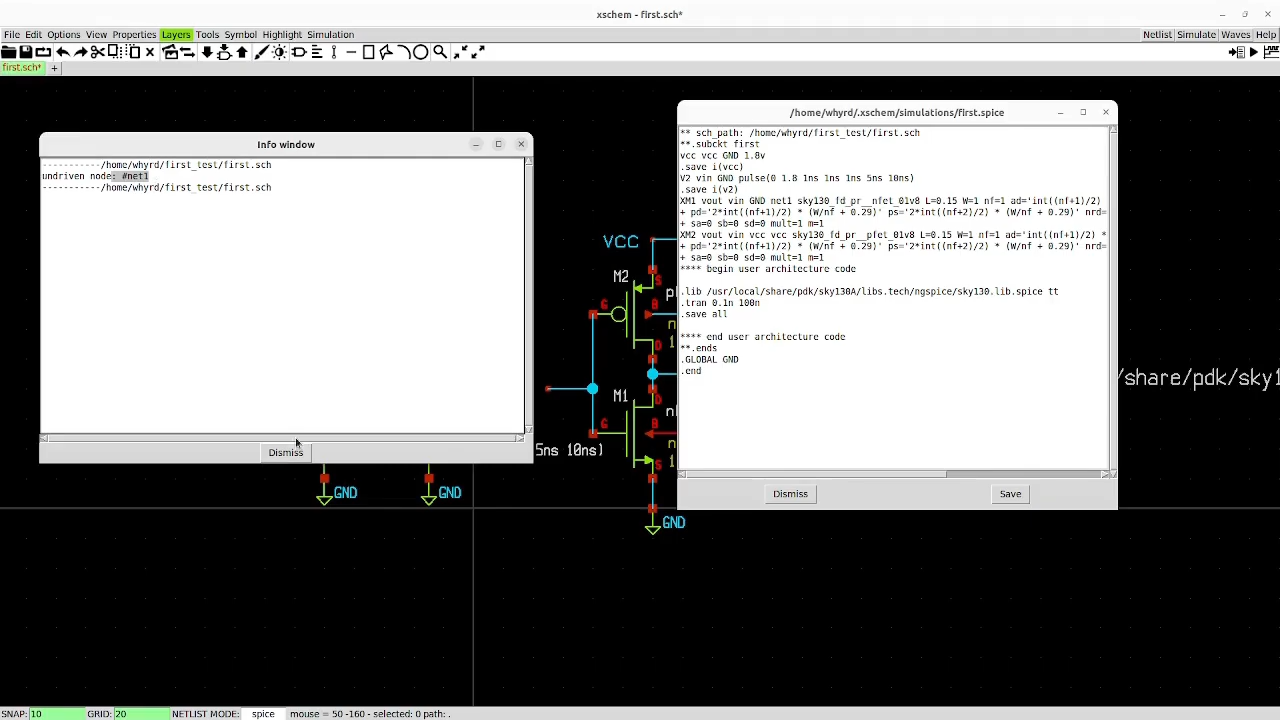 xschem - first.sch*
File Edit Options View Properties Layers Tools Symbol Highlight Simulation
Netlist Simulate Waves Help
first.sch* +
Info window
-----------/home/whyrd/first_test/first.sch
undriven node: #net1
-----------/home/whyrd/first_test/first.sch
Dismiss
/home/whyrd/.xschem/simulations/first.spice
** sch_path: /home/whyrd/first_test/first.sch
**.subckt first
vcc vcc GND 1.8v
.save i(vcc)
V2 vin GND pulse(0 1.8 1ns 1ns 1ns 5ns 10ns)
.save i(v2)
XM1 vout vin GND net1 sky130_fd_pr__nfet_01v8 L=0.15 W=1 nf=1 ad='int((nf+1)/2)
+ pd='2*int((nf+1)/2) * (W/nf + 0.29)' ps='2*int((nf+2)/2) * (W/nf + 0.29)' nrd=
+ sa=0 sb=0 sd=0 mult=1 m=1
XM2 vout vin vcc vcc sky130_fd_pr__pfet_01v8 L=0.15 W=1 nf=1 ad='int((nf+1)/2) *
+ pd='2*int((nf+1)/2) * (W/nf + 0.29)' ps='2*int((nf+2)/2) * (W/nf + 0.29)' nrd=
+ sa=0 sb=0 sd=0 mult=1 m=1
**** begin user architecture code
.lib /usr/local/share/pdk/sky130A/libs.tech/ngspice/sky130.lib.spice tt
.tran 0.1n 100n
.save all
**** end user architecture code
**.ends
.GLOBAL GND
.end
Dismiss
Save
VCC
M2
S
G
B
D
M1
D
G
B
S
5ns 10ns)
/share/pdk/sky1
GND
GND
GND
SNAP: 10 GRID: 20 NETLIST MODE: spice mouse = 50 -160 - selected: 0 path: .